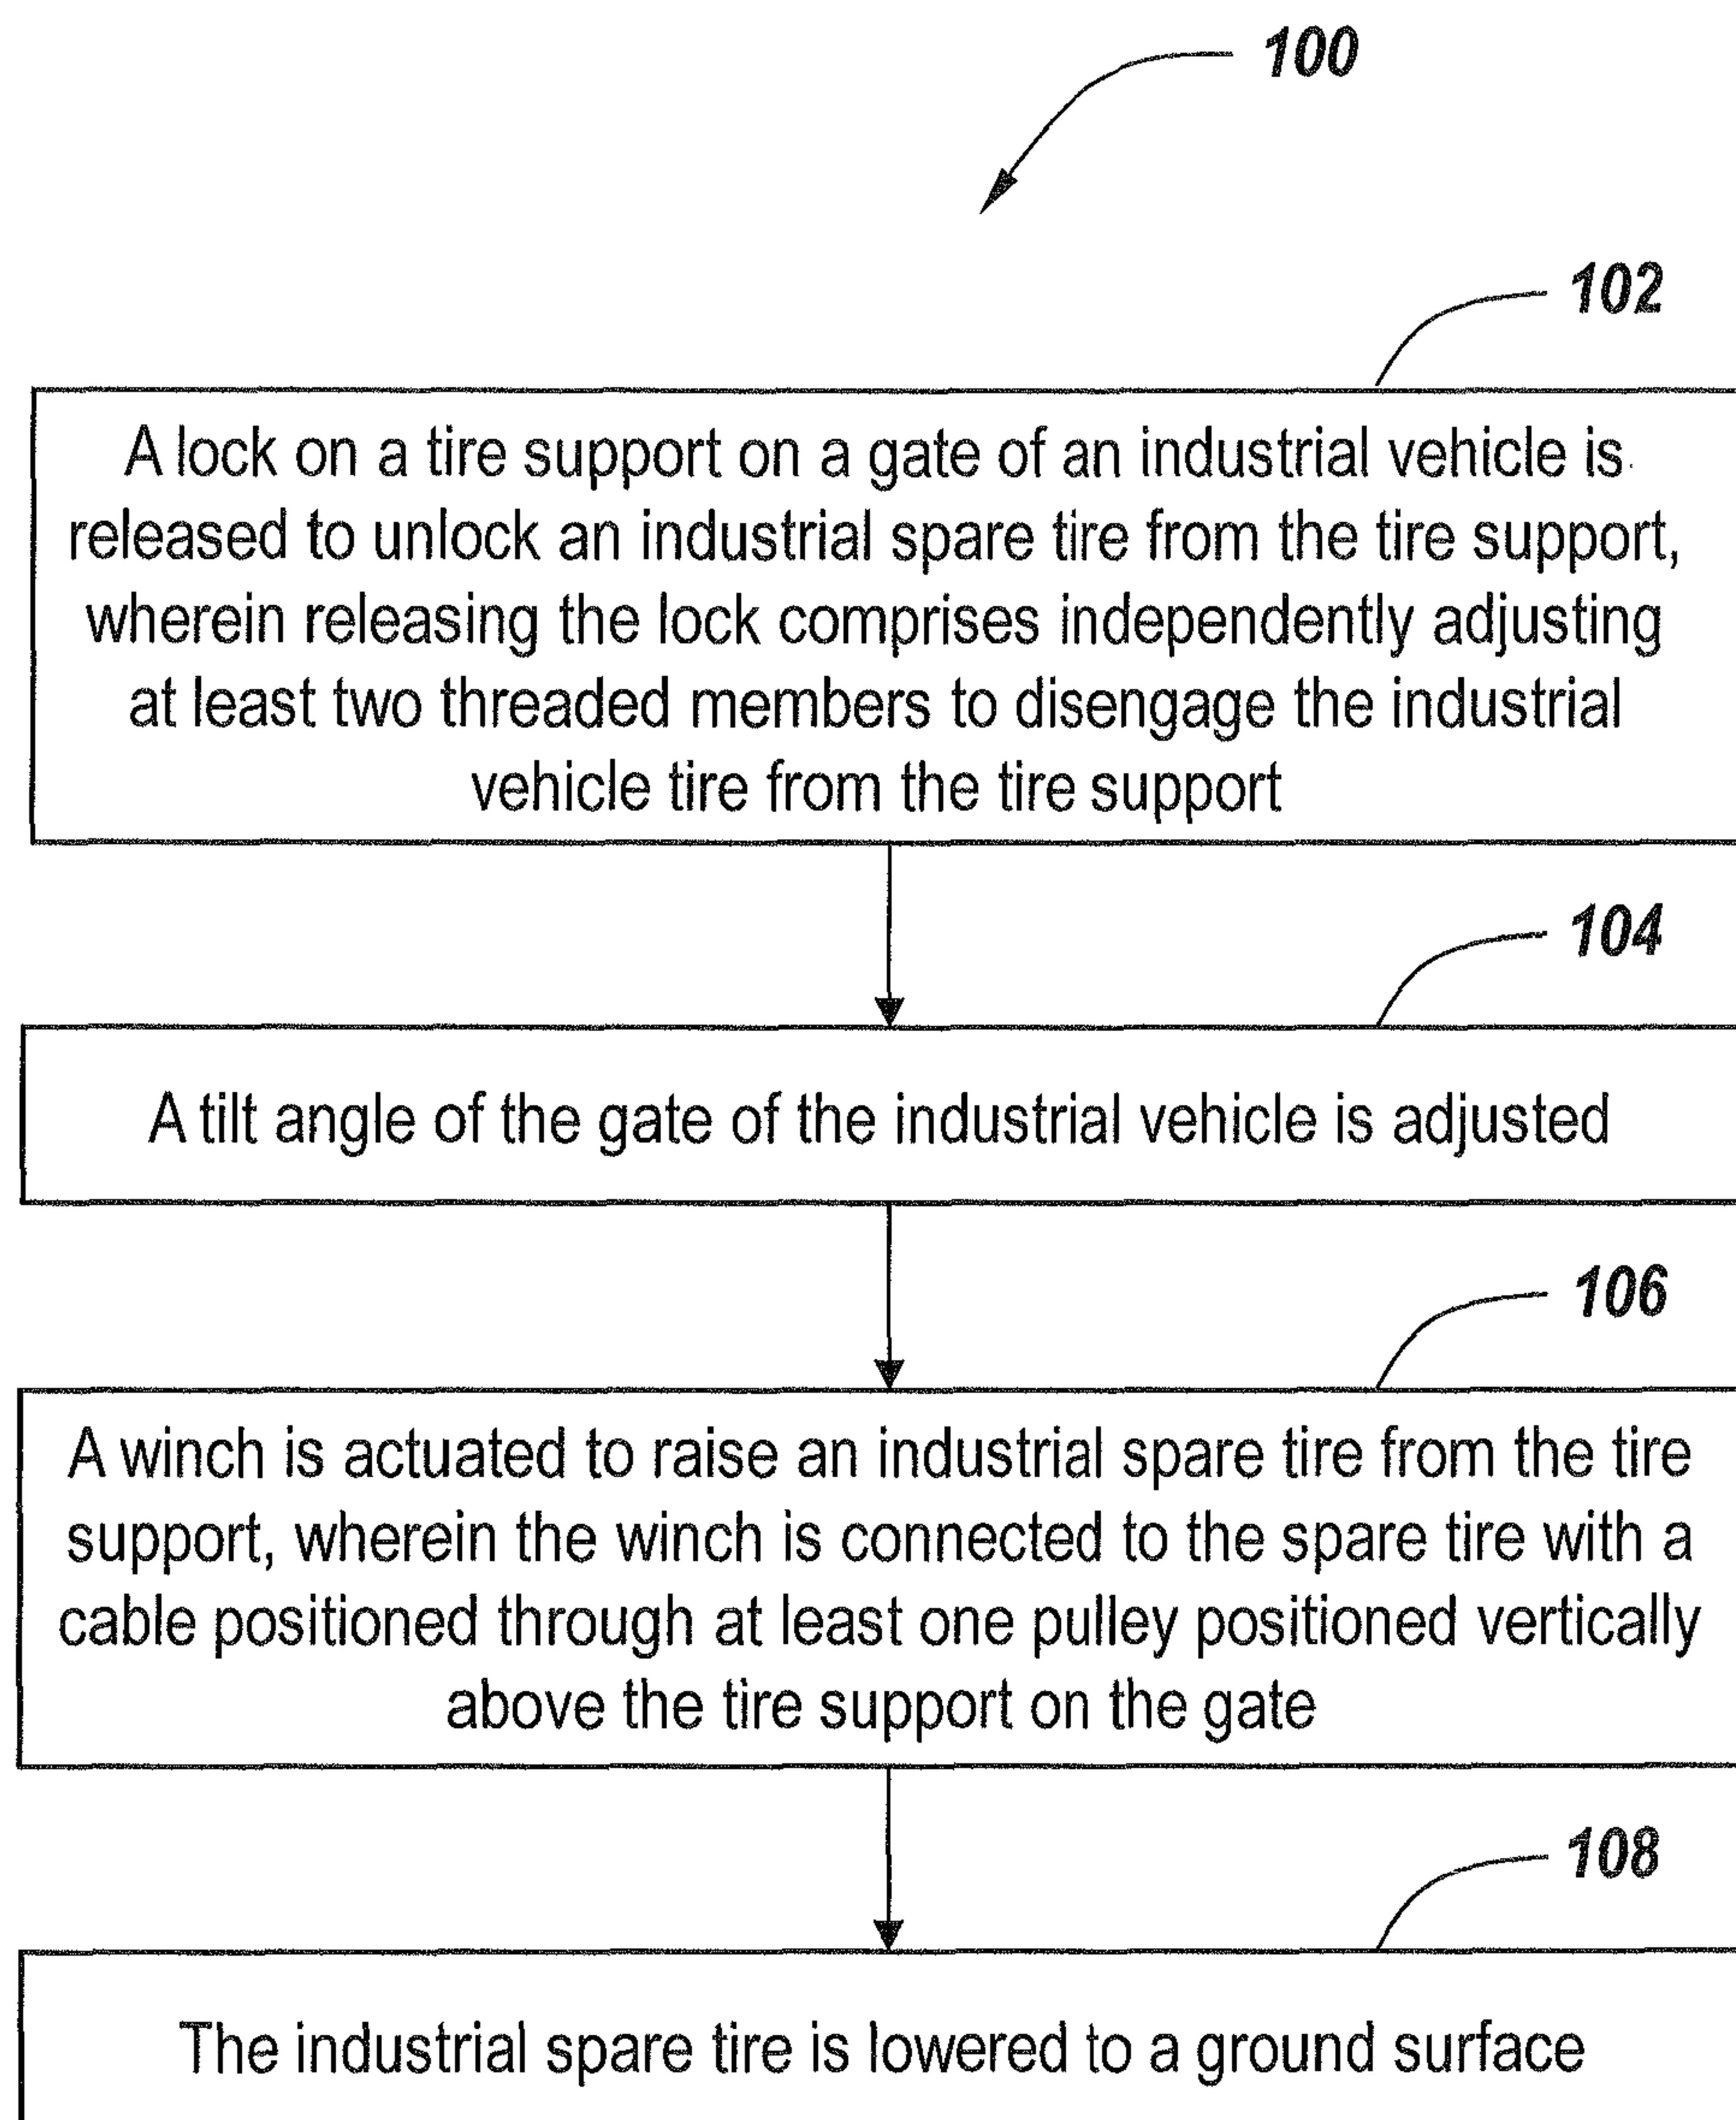 100
102
A lock on a tire support on a gate of an industrial vehicle is
released to unlock an industrial spare tire from the tire support,
wherein releasing the lock comprises independently adjusting
at least two threaded members to disengage the industrial
vehicle tire from the tire support
104
A tilt angle of the gate of the industrial vehicle is adjusted
106
A winch is actuated to raise an industrial spare tire from the tire
support, wherein the winch is connected to the spare tire with a
cable positioned through at least one pulley positioned vertically
above the tire support on the gate
108
The industrial spare tire is lowered to a ground surface